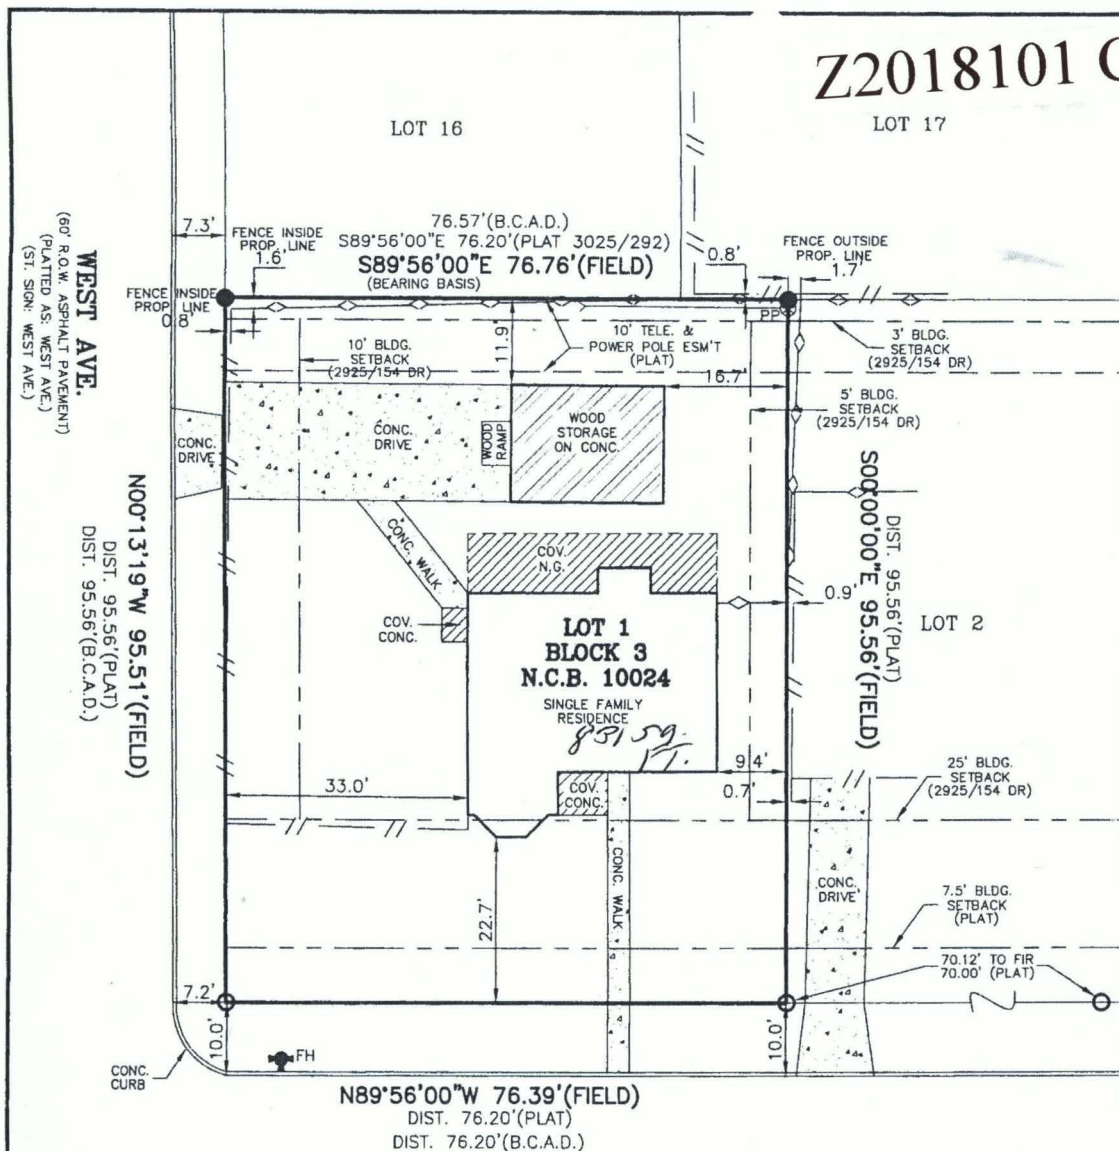 Z2018101
LOT 16
LOT 17
7.3'
FENCE INSIDE
PROP. LINE
1.6'
76.57'(B.C.A.D.)
S89°56'00"E 76.20'(PLAT 3025/292)
S89°56'00"E 76.76'(FIELD)
(BEARING BASIS)
0.8'
FENCE OUTSIDE
PROP. LINE
1.7'
FENCE INSIDE
PROP. LINE
0.8'
PP
WEST AVE.
(60' R.O.W. ASPHALT PAVEMENT)
(PLATTED AS: WEST AVE.)
(ST. SIGN: WEST AVE.)
10' BLDG.
SETBACK
(2925/154 DR)
11.9
10' TELE. &
POWER POLE ESM'T
(PLAT)
16.7'
3' BLDG.
SETBACK
(2925/154 DR)
5' BLDG.
SETBACK
(2925/154 DR)
CONC.
DRIVE
CONC.
DRIVE
WOOD
RAMP
WOOD
STORAGE
ON CONC.
N00°13'19"W 95.51'(FIELD)
DIST. 95.56'(PLAT)
DIST. 95.56'(B.C.A.D.)
S00°00'00"E 95.56'(FIELD)
DIST. 95.56'(PLAT)
CONC. WALK
COV.
N.G.
COV.
CONC.
0.9'
LOT 2
LOT 1
BLOCK 3
N.C.B. 10024
SINGLE FAMILY
RESIDENCE
33.0'
COV.
CONC.
9.4'
0.7'
25' BLDG.
SETBACK
(2925/154 DR)
22.7'
CONC. WALK
CONC.
DRIVE
7.5' BLDG.
SETBACK
(PLAT)
70.12' TO FIR
70.00' (PLAT)
7.2'
10.0'
10.0'
FH
CONC.
CURB
N89°56'00"W 76.39'(FIELD)
DIST. 76.20'(PLAT)
DIST. 76.20'(B.C.A.D.)